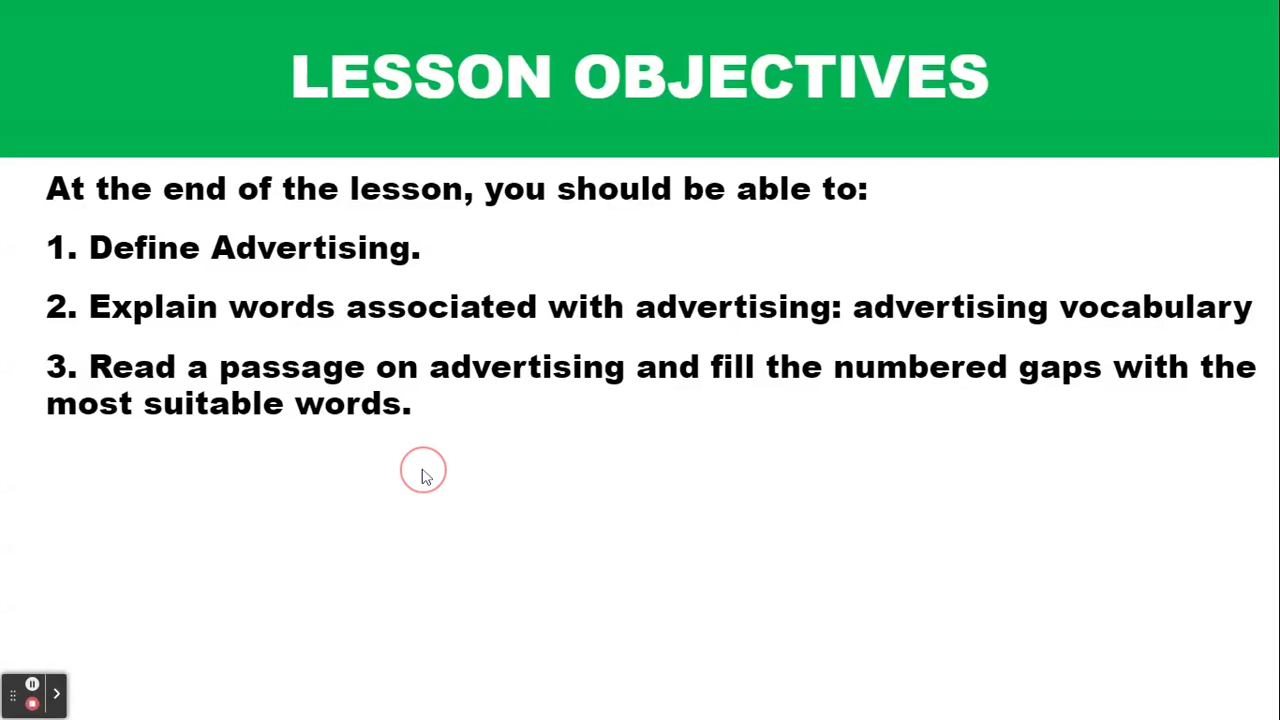 LESSON OBJECTIVES
At the end of the lesson, you should be able to:
1. Define Advertising.
2. Explain words associated with advertising: advertising vocabulary
3. Read a passage on advertising and fill the numbered gaps with the
most suitable words.